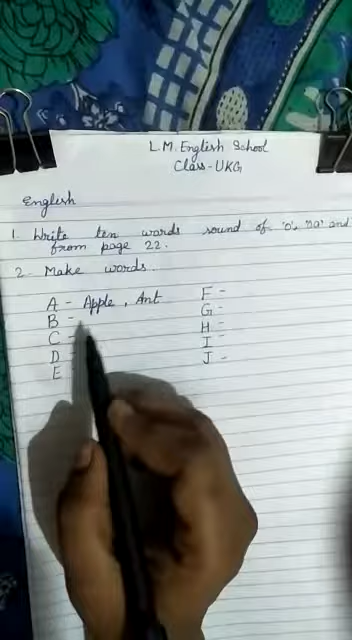 L.M. English School
Class-UKG
English
1. Write ten words sound of 'a', 'aa' and
from page 22.
2. Make words.
A - Apple, Ant
B -
C -
D
E
F -
G -
H -
I -
J -